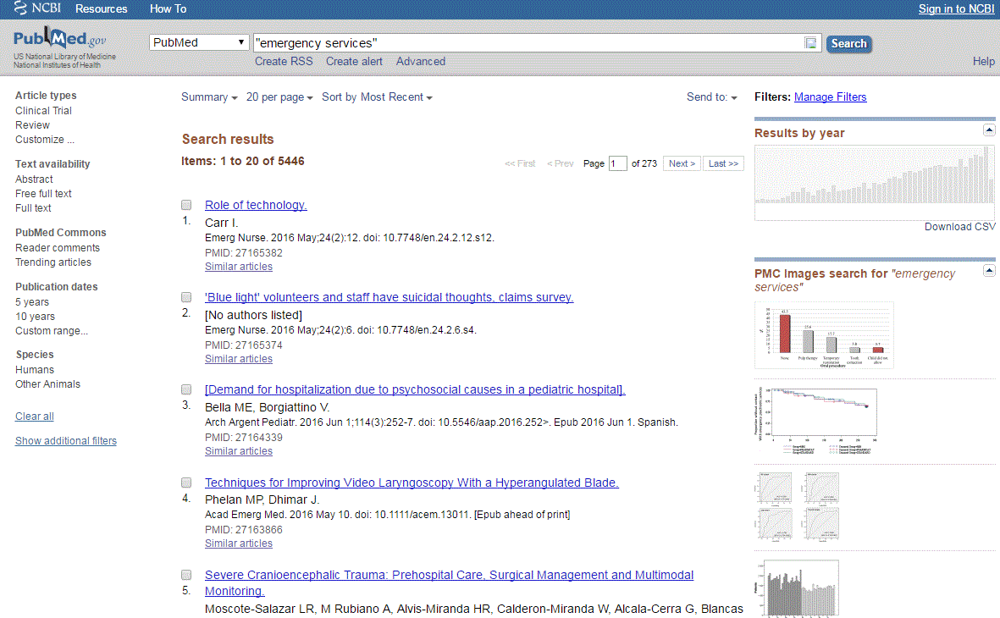 NCBI Resources How To Sign in to NCBI
PubMed.gov
US National Library of Medicine
National Institutes of Health
PubMed "emergency services" Search
Create RSS Create alert Advanced
Help
Article types
Clinical Trial
Review
Customize ...
Text availability
Abstract
Free full text
Full text
PubMed Commons
Reader comments
Trending articles
Publication dates
5 years
10 years
Custom range...
Species
Humans
Other Animals
Clear all
Show additional filters
Summary 20 per page Sort by Most Recent Send to:
Search results
Items: 1 to 20 of 5446
<< First < Prev Page 1 of 273 Next > Last >>
Role of technology.
1. Carr I.
Emerg Nurse. 2016 May;24(2):12. doi: 10.7748/en.24.2.12.s12.
PMID: 27165382
Similar articles
'Blue light' volunteers and staff have suicidal thoughts, claims survey.
2. [No authors listed]
Emerg Nurse. 2016 May;24(2):6. doi: 10.7748/en.24.2.6.s4.
PMID: 27165374
Similar articles
[Demand for hospitalization due to psychosocial causes in a pediatric hospital].
3. Bella ME, Borgiattino V.
Arch Argent Pediatr. 2016 Jun 1;114(3):252-7. doi: 10.5546/aap.2016.252>. Epub 2016 Jun 1. Spanish.
PMID: 27164339
Similar articles
Techniques for Improving Video Laryngoscopy With a Hyperangulated Blade.
4. Phelan MP, Dhimar J.
Acad Emerg Med. 2016 May 10. doi: 10.1111/acem.13011. [Epub ahead of print]
PMID: 27163866
Similar articles
Severe Cranioencephalic Trauma: Prehospital Care, Surgical Management and Multimodal
5. Monitoring.
Moscote-Salazar LR, M Rubiano A, Alvis-Miranda HR, Calderon-Miranda W, Alcala-Cerra G, Blancas
Filters: Manage Filters
Results by year
Download CSV
PMC Images search for "emergency
services"
None Pulp therapy Temporary restoration Tooth extraction Child did not allow
Oral procedure